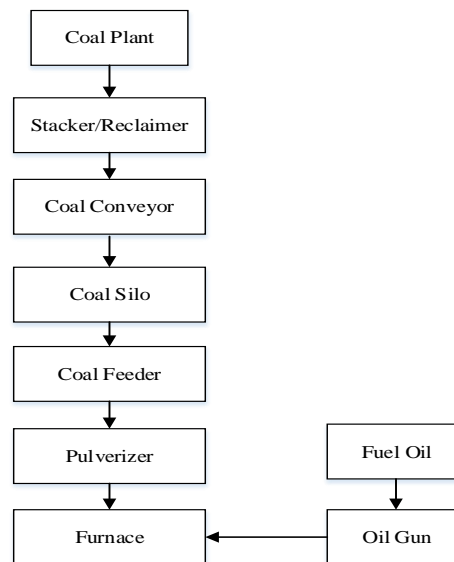 Coal Plant
Stacker/Reclaimer
Coal Conveyor
Coal Silo
Coal Feeder
Pulverizer
Fuel Oil
Furnace
Oil Gun